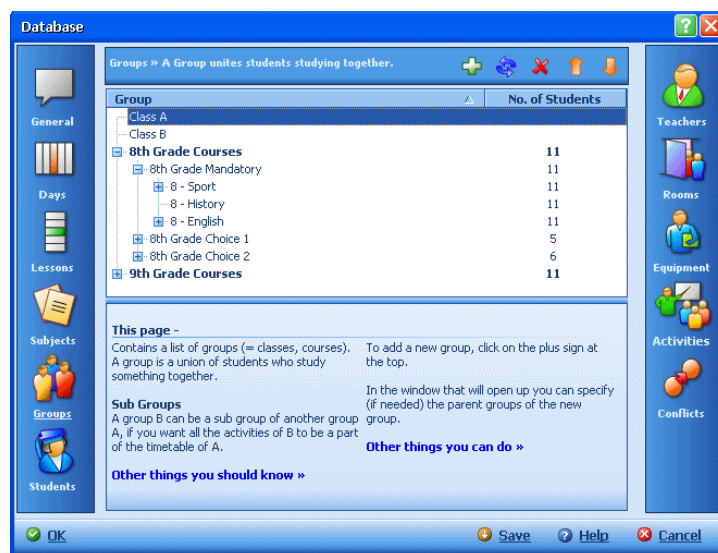 Database
General
Days
Lessons
Subjects
Groups
Students
Groups » A Group unites students studying together.
Group No. of Students
Class A
Class B
8th Grade Courses 11
8th Grade Mandatory 11
8 - Sport 11
8 - History 11
8 - English 11
8th Grade Choice 1 5
8th Grade Choice 2 6
9th Grade Courses 11
This page -
Contains a list of groups (= classes, courses).
A group is a union of students who study
something together.
Sub Groups
A group B can be a sub group of another group
A, if you want all the activities of B to be a part
of the timetable of A.
Other things you should know »
To add a new group, click on the plus sign at
the top.
In the window that will open up you can specify
(if needed) the parent groups of the new
group.
Other things you can do »
Teachers
Rooms
Equipment
Activities
Conflicts
OK
Save
Help
Cancel